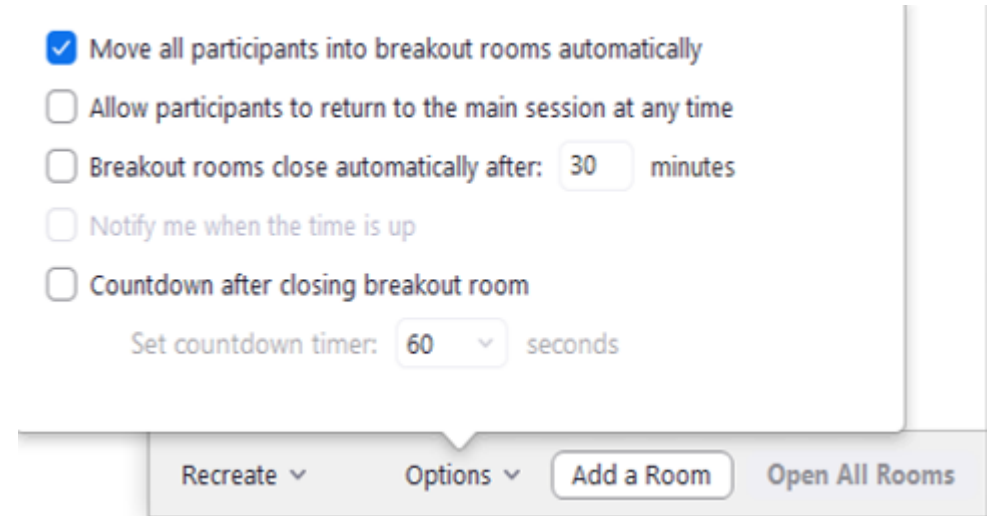 Move all participants into breakout rooms automatically
Allow participants to return to the main session at any time
Breakout rooms close automatically after: 30 minutes
Notify me when the time is up
Countdown after closing breakout room
Set countdown timer: 60 seconds
Recreate Options Add a Room Open All Rooms